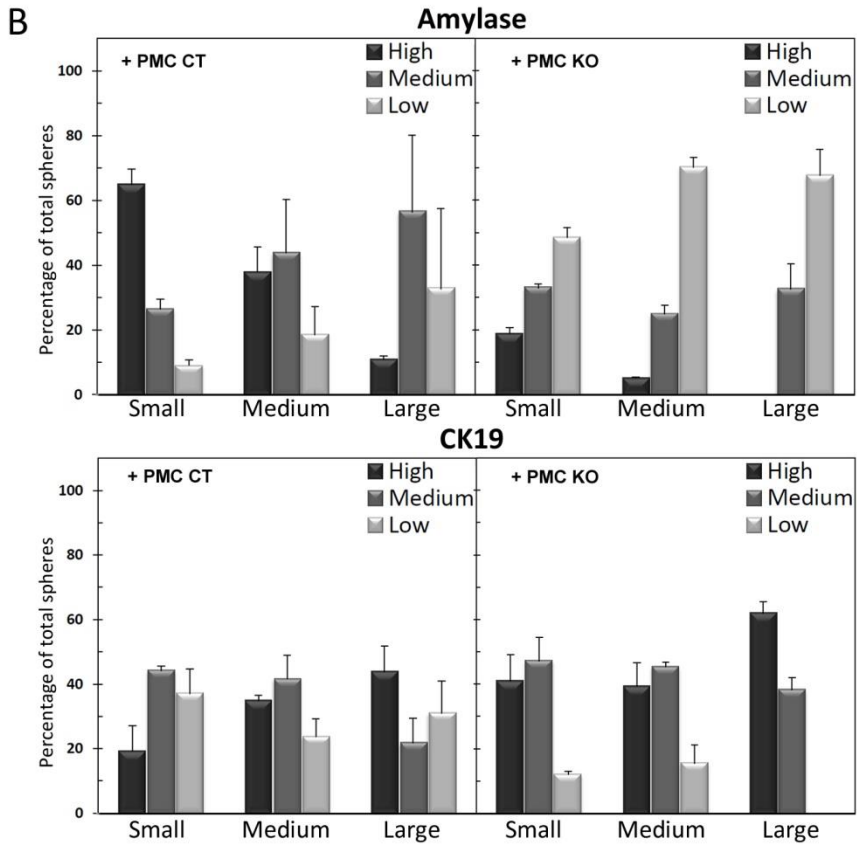 B
Amylase
Percentage of total spheres
100
80
60
40
20
0
+ PMC CT
High
Medium
Low
+ PMC KO
High
Medium
Low
Small Medium Large Small Medium Large
CK19
Percentage of total spheres
100
80
60
40
20
0
+ PMC CT
High
Medium
Low
+ PMC KO
High
Medium
Low
Small Medium Large Small Medium Large